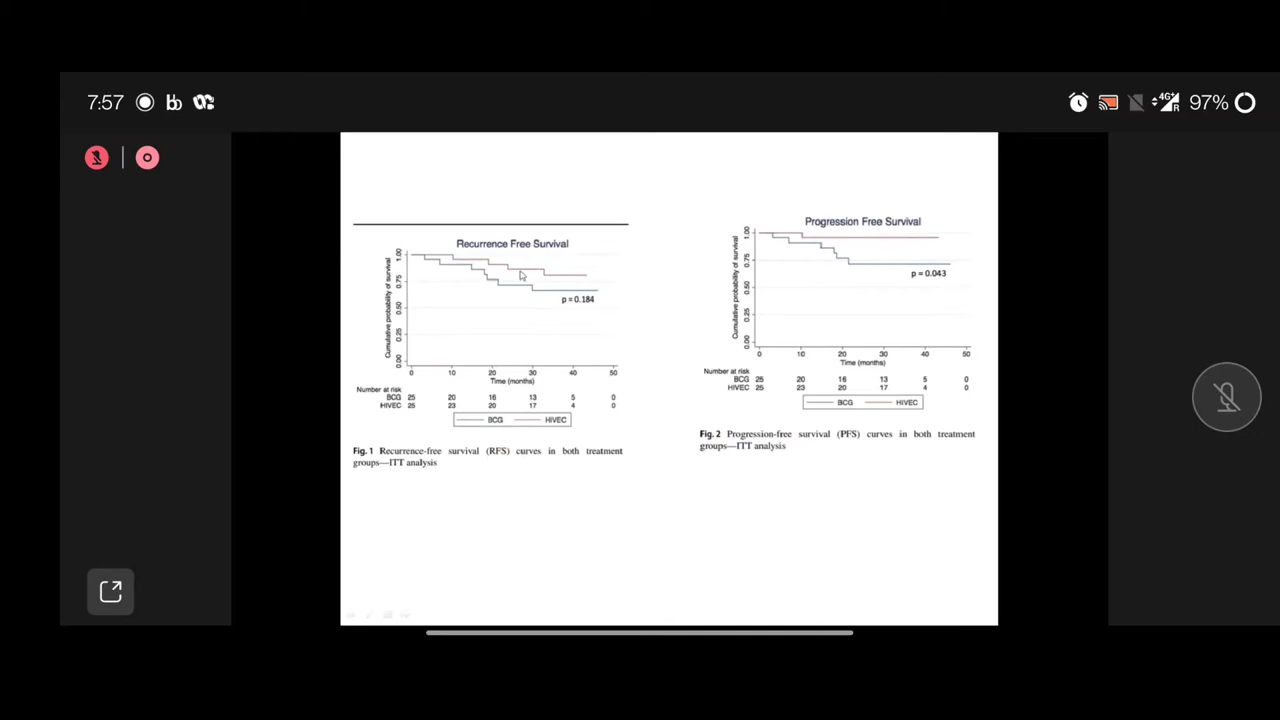 7:57
4G+
R
97%
Recurrence Free Survival
Cumulative probability of survival
1.00
0.75
0.50
0.25
0.00
p = 0.184
0 10 20 30 40 50
Time (months)
Number at risk
BCG 25 20 16 13 5 0
HIVEC 25 23 20 17 4 0
BCG HIVEC
Fig. 1 Recurrence-free survival (RFS) curves in both treatment
groups—ITT analysis
Progression Free Survival
Cumulative probability of survival
1.00
0.75
0.50
0.25
0.00
p = 0.043
0 10 20 30 40 50
Time (months)
Number at risk
BCG 25 20 16 13 5 0
HIVEC 25 23 20 17 4 0
BCG HIVEC
Fig. 2 Progression-free survival (PFS) curves in both treatment
groups—ITT analysis